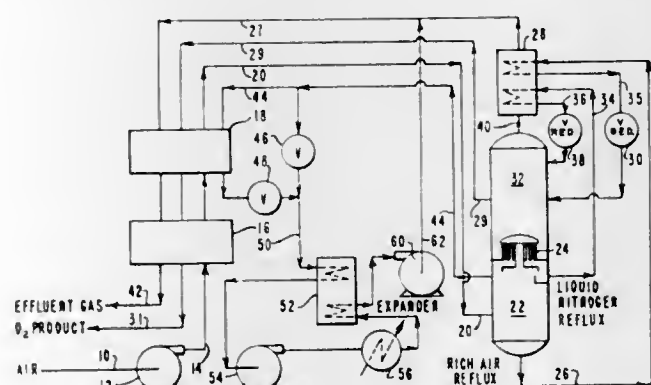 27
29
20
44
18
46
48
16
50
42
EFFLUENT GAS
31
O₂ PRODUCT
AIR
10
12
14
52
54
56
60
62
EXPANDER
44
28
36
34
35
40
V
RED.
38
V
RED.
30
32
29
24
22
20
LIQUID
NITROGEN
REFLUX
RICH AIR
REFLUX
26
V
V